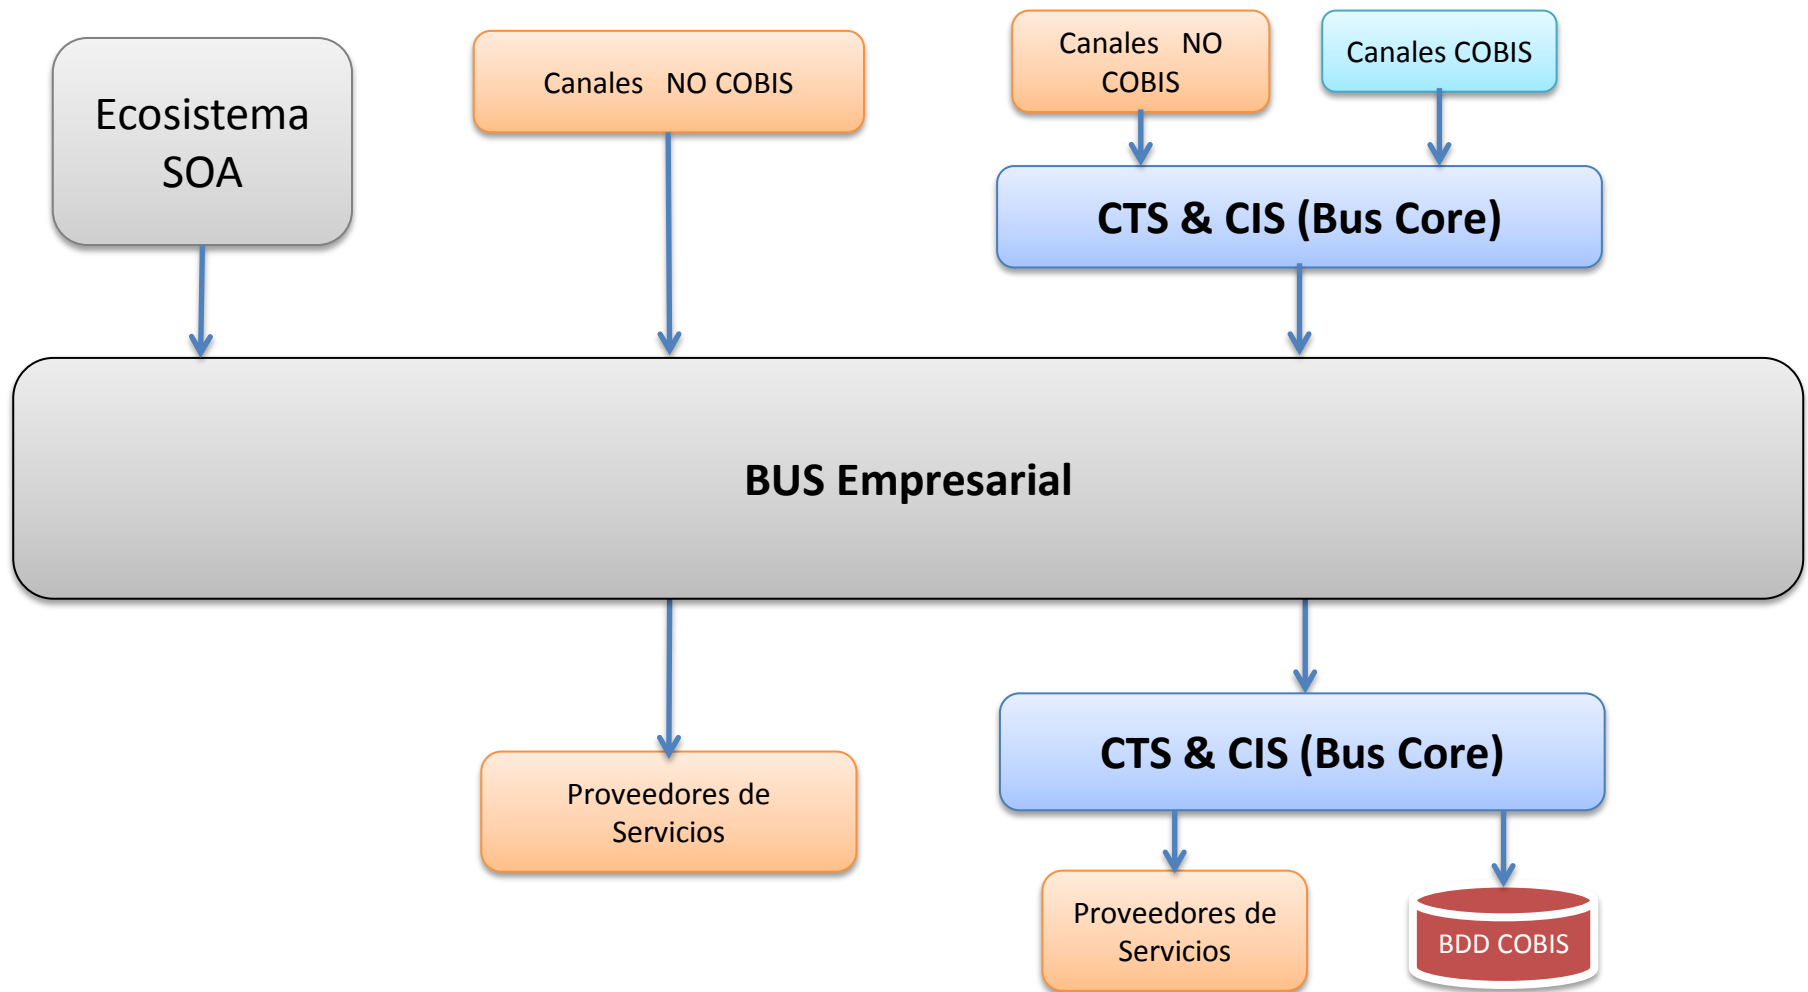 Ecosistema
SOA
Canales NO COBIS
Canales NO
COBIS
Canales COBIS
CTS & CIS (Bus Core)
BUS Empresarial
Proveedores de
Servicios
CTS & CIS (Bus Core)
Proveedores de
Servicios
BDD COBIS